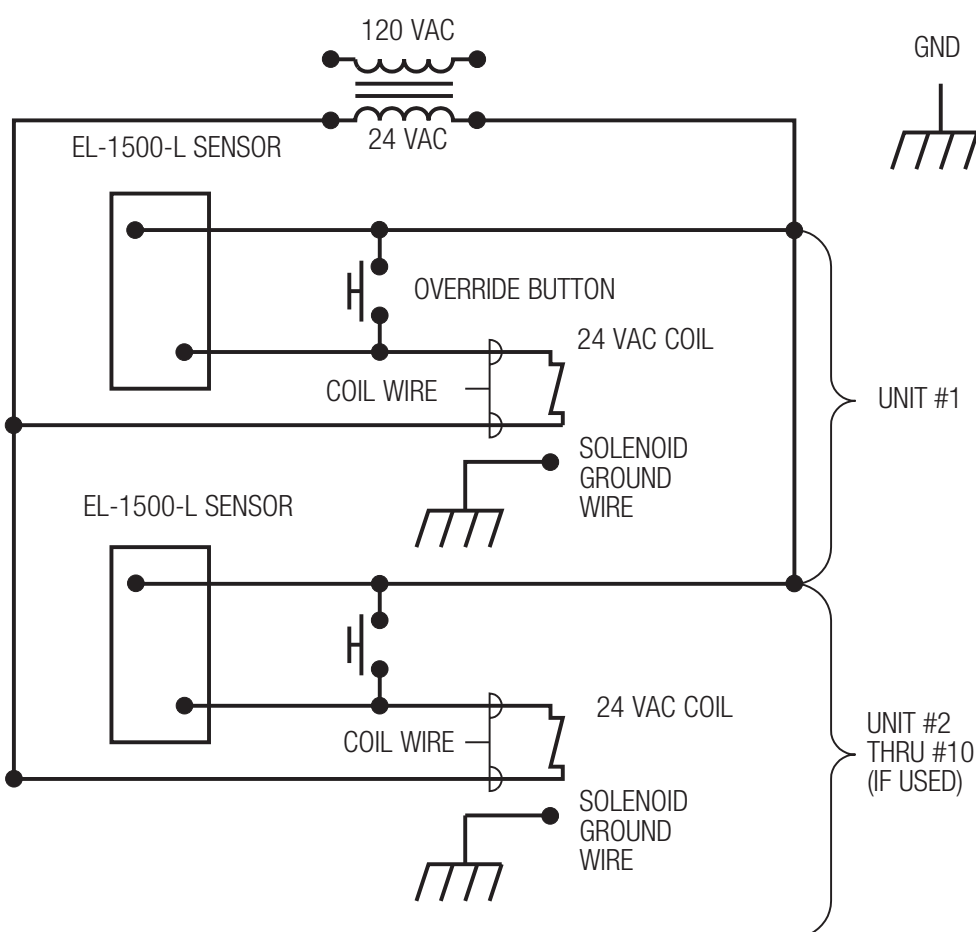 120 VAC
GND
24 VAC
EL-1500-L SENSOR
OVERRIDE BUTTON
24 VAC COIL
COIL WIRE
UNIT #1
SOLENOID
GROUND
WIRE
EL-1500-L SENSOR
24 VAC COIL
COIL WIRE
UNIT #2
THRU #10
(IF USED)
SOLENOID
GROUND
WIRE